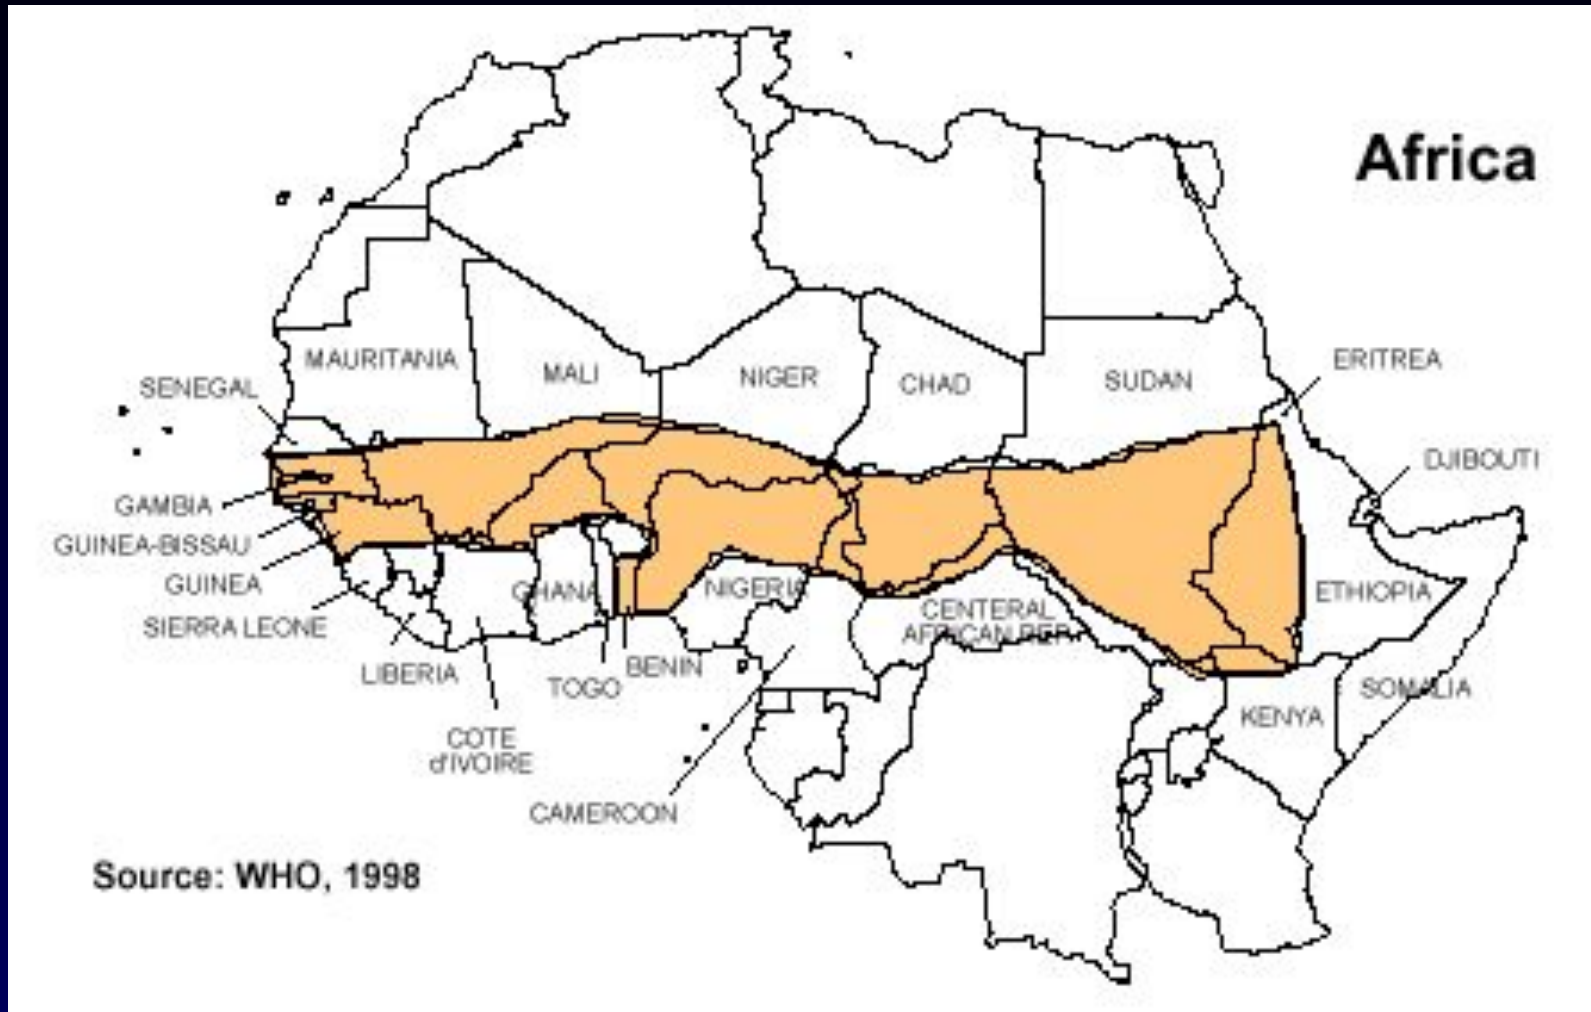 Africa
MAURITANIA
MALI
NIGER
CHAD
SUDAN
ERITREA
SENEGAL
DJIBOUTI
GAMBIA
GUINEA-BISSAU
GUINEA
SIERRA LEONE
LIBERIA
COTE
d'IVOIRE
GHANA
TOGO
BENIN
NIGERIA
CAMEROON
CENTERAL
AFRICAN REP.
ETHIOPIA
SOMALIA
KENYA
Source: WHO, 1998